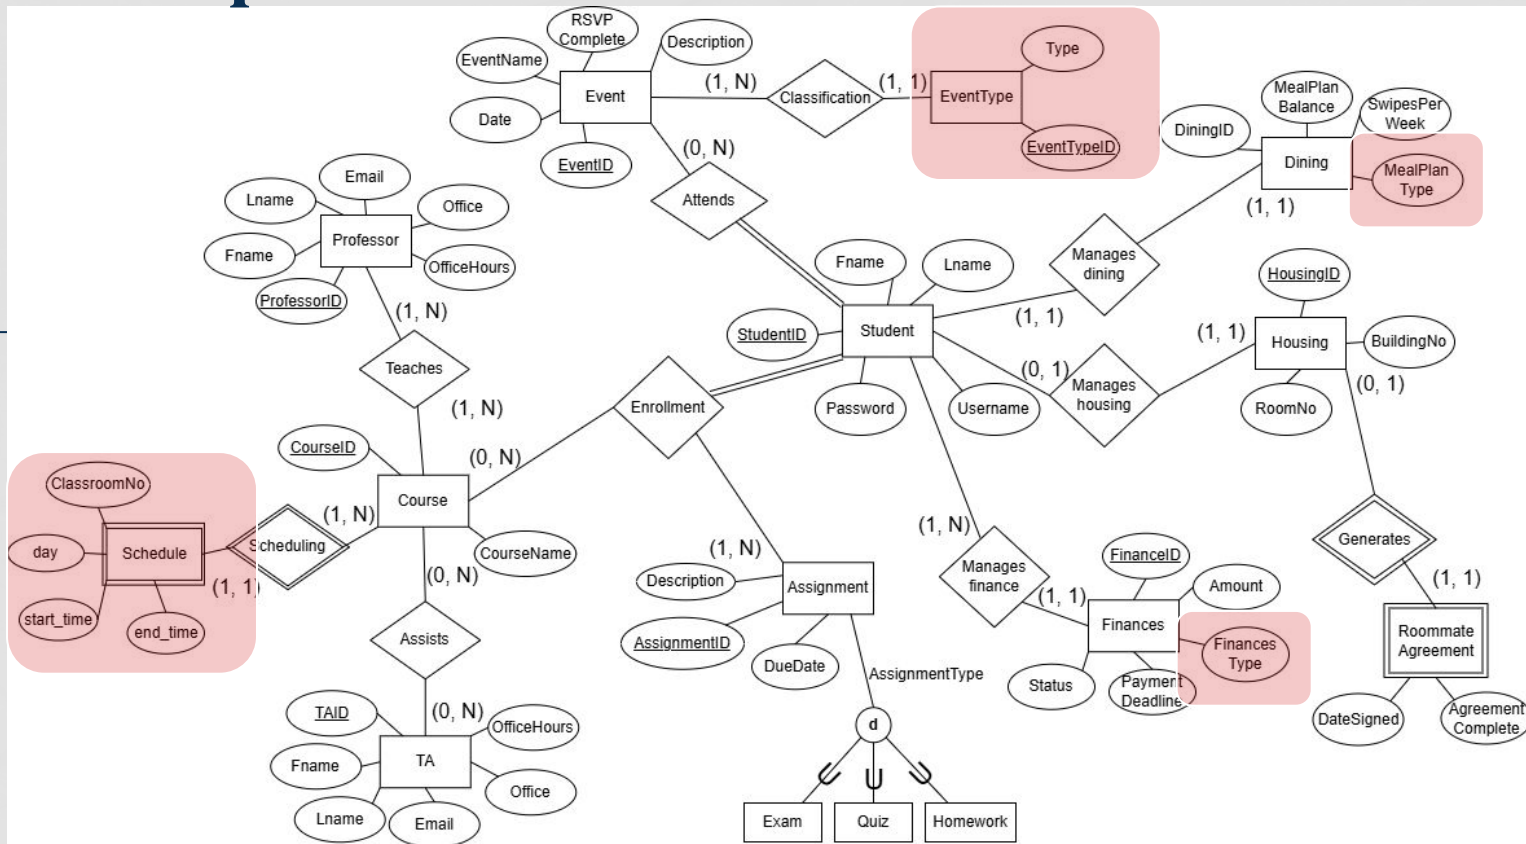 RSVP
Complete
Description
EventName
Event
Date
EventID
(1, N)
Classification
(1, 1)
EventType
Type
EventTypeID
MealPlan
Balance
SwipesPer
Week
DiningID
Dining
MealPlan
Type
(1, 1)
(0, N)
Attends
Email
Lname
Office
Professor
Fname
OfficeHours
ProfessorID
(1, N)
Teaches
(1, N)
Fname
Lname
StudentID
Student
Password
Username
(1, 1)
Manages
dining
HousingID
(1, 1)
Housing
BuildingNo
(0, 1)
Manages
housing
RoomNo
(0, 1)
Enrollment
CourseID
(0, N)
Course
CourseName
ClassroomNo
day
Schedule
start_time
end_time
(1, 1)
Scheduling
(1, N)
(0, N)
Assists
(0, N)
TAID
OfficeHours
Fname
TA
Office
Lname
Email
(1, N)
Description
Assignment
AssignmentID
DueDate
AssignmentType
d
Exam
Quiz
Homework
(1, N)
Manages
finance
(1, 1)
FinanceID
Amount
Finances
Finances
Type
Status
Payment
Deadline
Generates
(1, 1)
Roommate
Agreement
DateSigned
Agreement
Complete